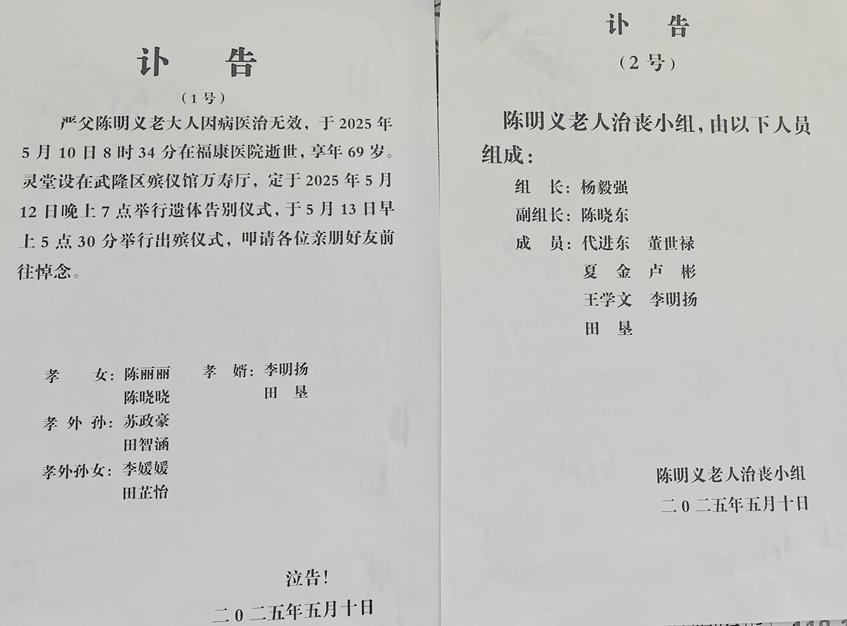 讣 告
(1号)
严父陈明义老大人因病医治无效，于2025年
5月10日8时34分在福康医院逝世，享年69岁。
灵堂设在武隆区殡仪馆万寿厅，定于2025年5月
12日晚上7点举行遗体告别仪式，于5月13日早
上5点30分举行出殡仪式，叩请各位亲朋好友前
往悼念。
孝 女：陈丽丽 孝 婿：李明扬
陈晓晓 田 垦
孝 外 孙：苏政豪
田智涵
孝外孙女：李媛媛
田芷怡
泣告！
二0二五年五月十日
讣 告
(2号)
陈明义老人治丧小组，由以下人员
组成：
组 长：杨毅强
副组长：陈晓东
成 员：代进东 董世禄
夏 金 卢 彬
王学文 李明扬
田 垦
陈明义老人治丧小组
二0二五年五月十日